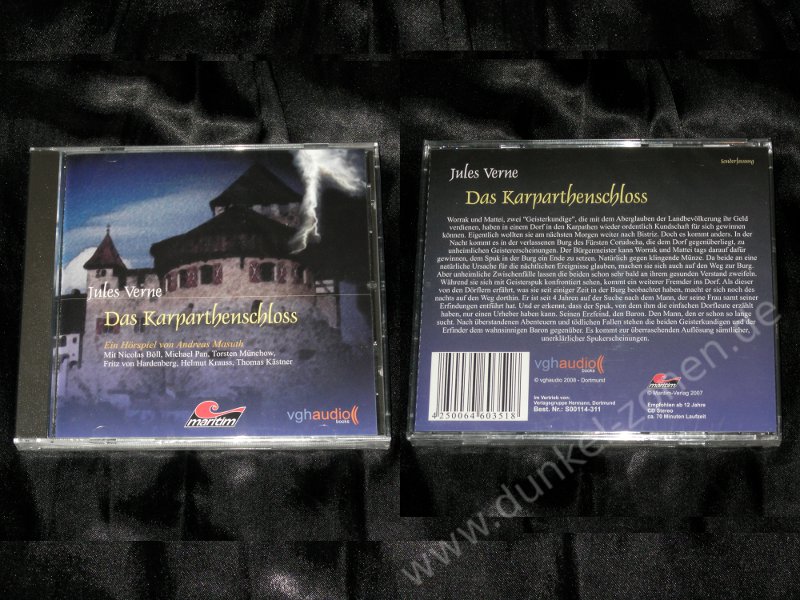 Jules Verne
Das Karparthenschloss
Ein Hörspiel von Andreas Masuth
Mit Nicolas Böll, Michael Pan, Torsten Münchow,
Fritz von Hardenberg, Helmut Krauss, Thomas Kästner
maritim
vghaudio
books
Jules Verne
Sonderfassung
Das Karparthenschloss
Worrak und Mattei, zwei "Geisterkundige", die mit dem Aberglauben der Landbevölkerung ihr Geld
verdienen, haben in einem Dorf in den Karpathen wieder ordentlich Kundschaft für sich gewinnen
können. Eigentlich wollten sie am nächsten Morgen weiter nach Bistriz. Doch es kommt anders. In der
Nacht kommt es in der verlassenen Burg des Fürsten Corudscha, die dem Dorf gegenüberliegt, zu
unheimlichen Geistererscheinungen. Der Bürgermeister kann Worrak und Mattei tags darauf dafür
gewinnen, dem Spuk in der Burg ein Ende zu setzen. Natürlich gegen klingende Münze. Da beide an eine
natürliche Ursache für die nächtlichen Ereignisse glauben, machen sie sich auch auf den Weg zur Burg.
Aber unheimliche Zwischenfälle lassen die beiden schon sehr bald an ihrem gesunden Verstand zweifeln.
Während sie sich mit Geisterspuk konfrontiert sehen, kommt ein weiterer Fremder ins Dorf. Als dieser
von den Dörflern erfährt, was sie seit einiger Zeit in der Burg beobachtet haben, macht er sich noch des
nachts auf den Weg dorthin. Er ist seit 4 Jahren auf der Suche nach dem Mann, der seine Frau samt seiner
Erfindungen entführt hat. Und er erkennt, dass der Spuk, von dem ihm die einfachen Dorfleute erzählt
haben, nur einen Urheber haben kann. Seinen Erzfeind, den Baron. Den Mann, den er schon so lange
sucht. Nach überstandenen Abenteuern und tödlichen Fallen stehen die beiden Geisterkundigen und der
Erfinder dem wahnsinnigen Baron gegenüber. Es kommt zur überraschenden Auflösung sämtlicher,
unerklärlicher Spukerscheinungen.
4 250064 603518
vghaudio
books
© vghaudio 2008 - Dortmund
Im Vertrieb von:
Verlagsgruppe Hermann, Dortmund
Best. Nr.: S00114-311
maritim
© Maritim-Verlag 2007
Empfohlen ab 12 Jahre
CD Stereo
ca. 70 Minuten Laufzeit
www.dunkel-zonen.de